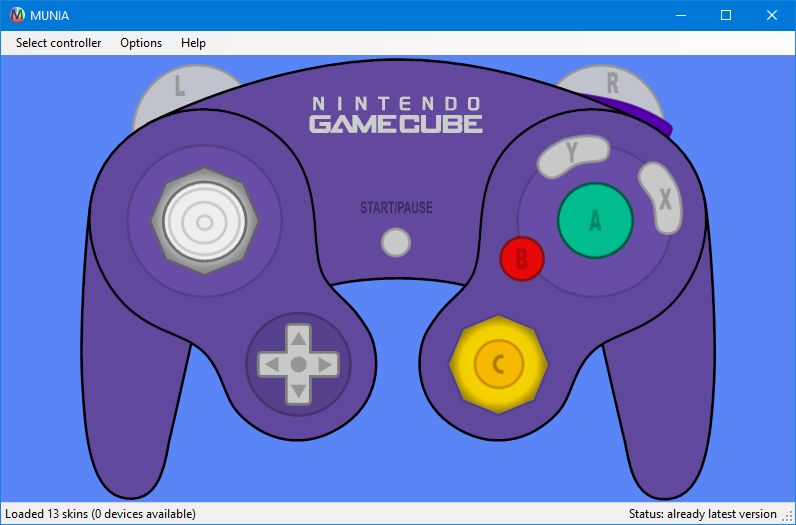 MUNIA
Select controller Options Help
L
R
NINTENDO
GAMECUBE
Y
X
START/PAUSE
A
B
C
Loaded 13 skins (0 devices available) Status: already latest version